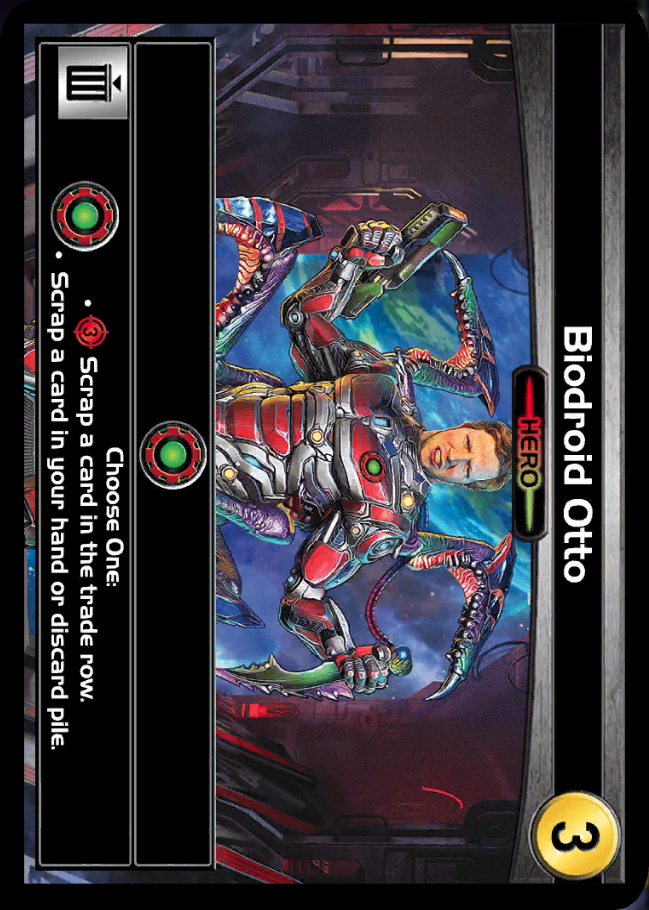 Biodroid Otto
3
HERO
Choose One:
• 3 Scrap a card in the trade row.
• Scrap a card in your hand or discard pile.